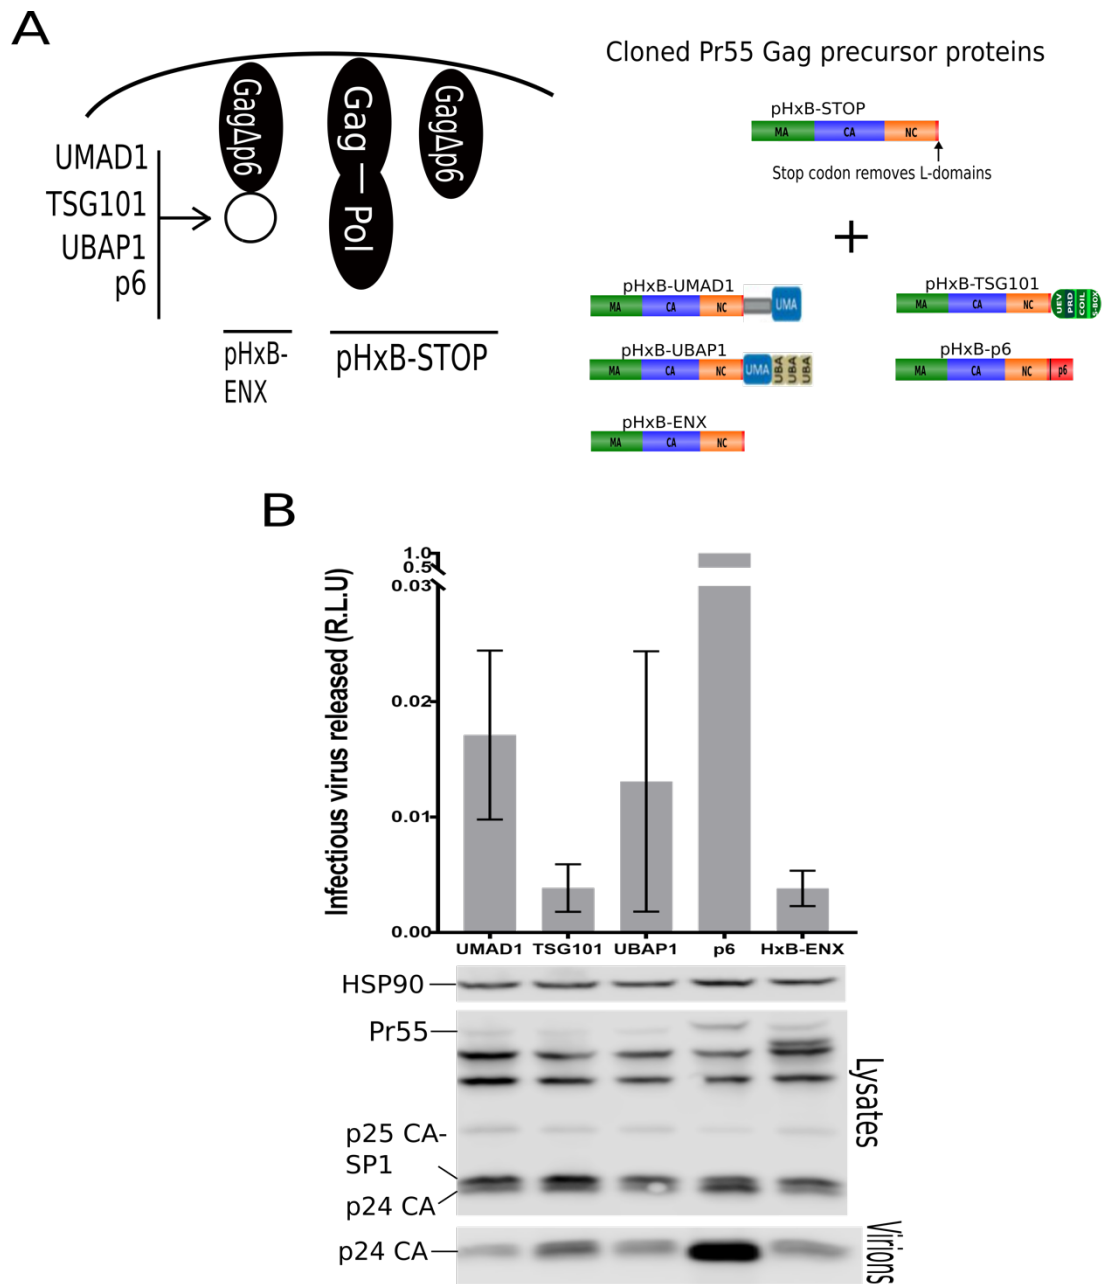 A
GagΔp6
Gag — Pol
GagΔp6
UMAD1
TSG101
UBAP1
p6
pHxB-
ENX
pHxB-STOP
Cloned Pr55 Gag precursor proteins
pHxB-STOP
MA CA NC
Stop codon removes L-domains
+
pHxB-UMAD1
MA CA NC UMA
pHxB-TSG101
MA CA NC UEV PRD COIL S-BOX
pHxB-UBAP1
MA CA NC UMA UBA UBA UBA
pHxB-p6
MA CA NC p6
pHxB-ENX
MA CA NC
B
Infectious virus released (R.L.U)
1.0
0.5
0.03
0.02
0.01
0.00
UMAD1 TSG101 UBAP1 p6 HxB-ENX
HSP90
Pr55
p25 CA-
SP1
p24 CA
Lysates
p24 CA
Virions